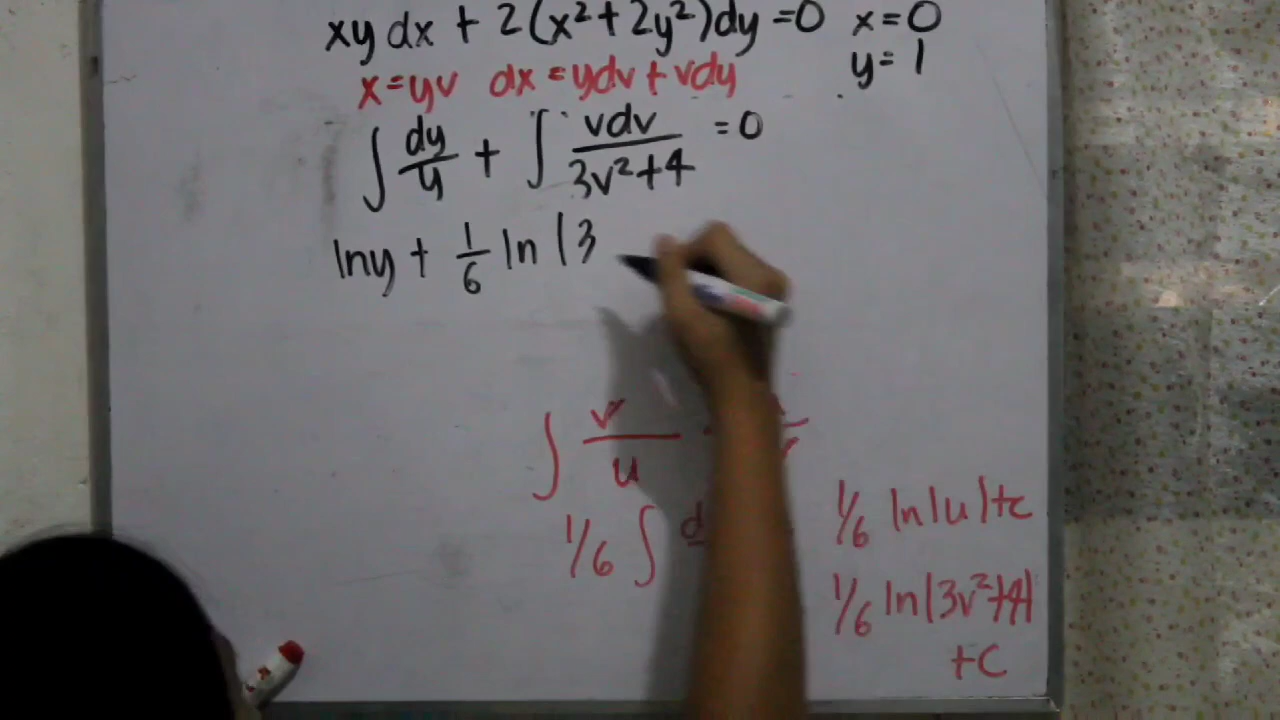 xy dx + 2(x²+2y²)dy = 0 x = 0
y = 1
x = yv dx = ydv + vdy
∫ dy/y + ∫ vdv/3v²+4 = 0
lny + 1/6 ln |3
∫ v/u
1/6 ∫ d
1/6 ln|u|+c
1/6 ln|3v²+4|
+c